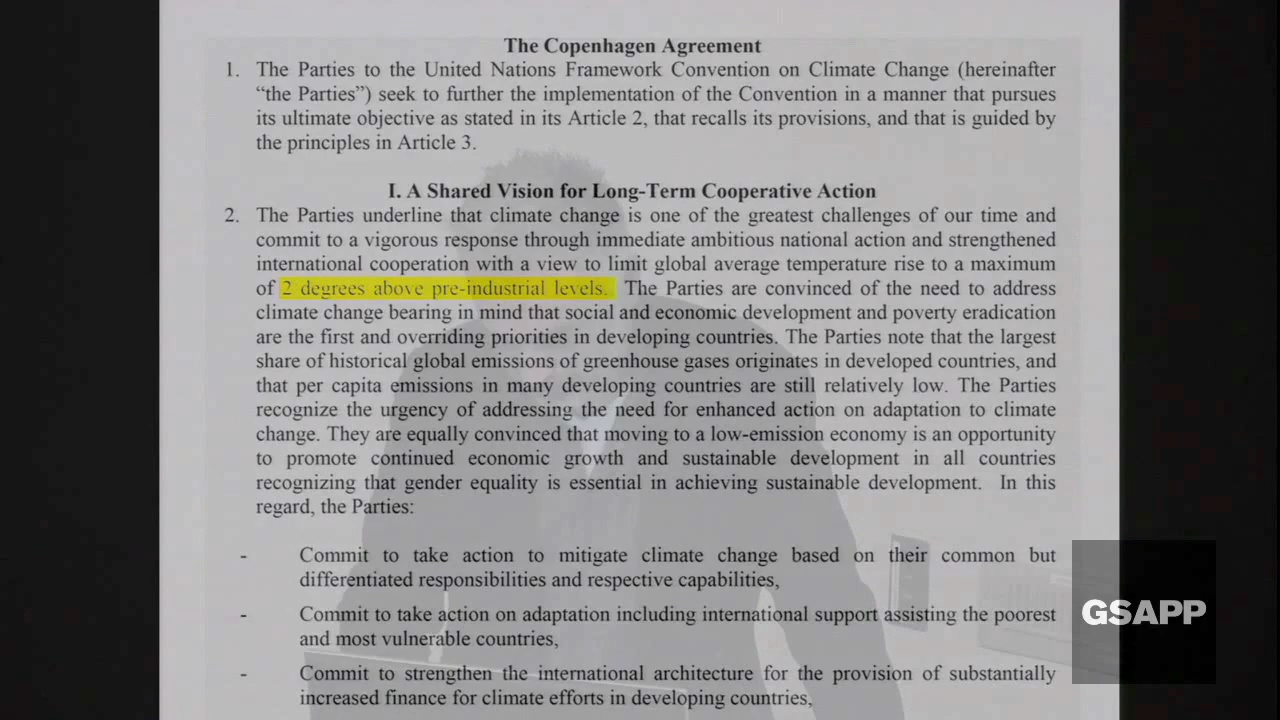 The Copenhagen Agreement
1. The Parties to the United Nations Framework Convention on Climate Change (hereinafter
“the Parties”) seek to further the implementation of the Convention in a manner that pursues
its ultimate objective as stated in its Article 2, that recalls its provisions, and that is guided by
the principles in Article 3.
I. A Shared Vision for Long-Term Cooperative Action
2. The Parties underline that climate change is one of the greatest challenges of our time and
commit to a vigorous response through immediate ambitious national action and strengthened
international cooperation with a view to limit global average temperature rise to a maximum
of 2 degrees above pre-industrial levels. The Parties are convinced of the need to address
climate change bearing in mind that social and economic development and poverty eradication
are the first and overriding priorities in developing countries. The Parties note that the largest
share of historical global emissions of greenhouse gases originates in developed countries, and
that per capita emissions in many developing countries are still relatively low. The Parties
recognize the urgency of addressing the need for enhanced action on adaptation to climate
change. They are equally convinced that moving to a low-emission economy is an opportunity
to promote continued economic growth and sustainable development in all countries
recognizing that gender equality is essential in achieving sustainable development. In this
regard, the Parties:
- Commit to take action to mitigate climate change based on their common but
differentiated responsibilities and respective capabilities,
- Commit to take action on adaptation including international support assisting the poorest
and most vulnerable countries,
- Commit to strengthen the international architecture for the provision of substantially
increased finance for climate efforts in developing countries,
GSAPP